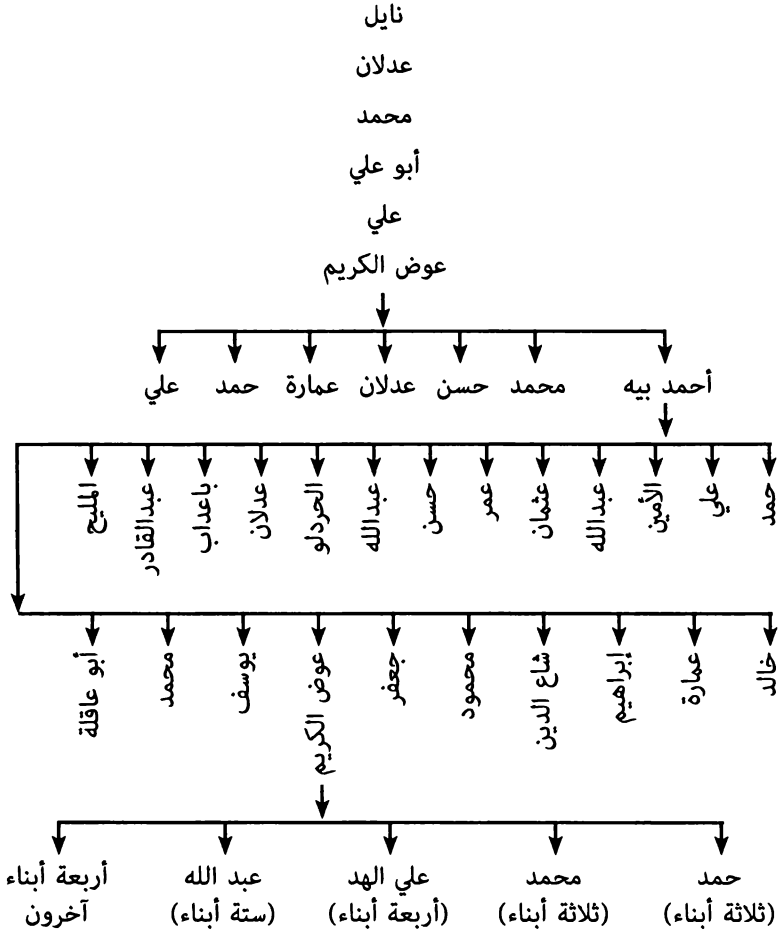 نايل
عدلان
محمد
أبو علي
علي
عوض الكريم
أحمد بيه محمد حسن عدلان عمارة حمد علي
حمد علي الأمين عبدالله عثمان عمر حسن عبدالله الحردلو عدلان باعداب عبدالقادر المليح
خالد عمارة إبراهيم شاع الدين محمود جعفر عوض الكريم يوسف محمد أبو عاقلة
حمد محمد علي الهد عبد الله أربعة أبناء
(ثلاثة أبناء) (ثلاثة أبناء) (أربعة أبناء) (ستة أبناء) آخرون